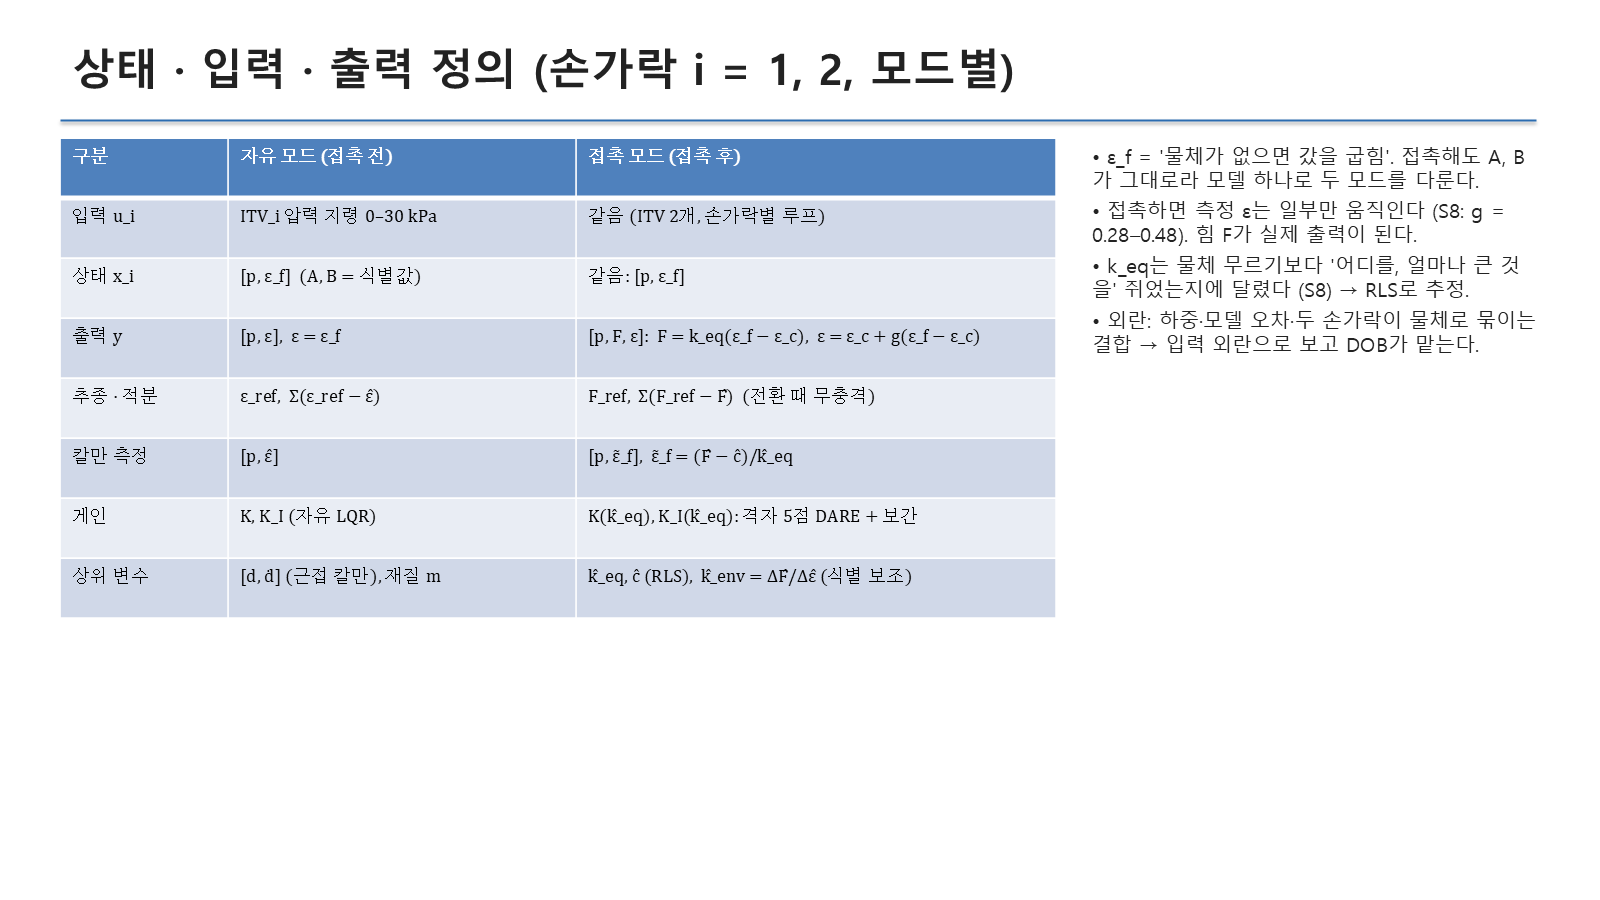 상태 · 입력 · 출력 정의 (손가락 i = 1, 2, 모드별)
구분 자유 모드 (접촉 전) 접촉 모드 (접촉 후)
입력 u_i ITV_i 압력 지령 0–30 kPa 같음 (ITV 2개, 손가락별 루프)
상태 x_i [p, ε_f] (A, B = 식별값) 같음: [p, ε_f]
출력 y [p, ε], ε = ε_f [p, F, ε]: F = k_eq(ε_f − ε_c), ε = ε_c + g(ε_f − ε_c)
추종 · 적분 ε_ref, Σ(ε_ref − ε̂) F_ref, Σ(F_ref − F̂) (전환 때 무충격)
칼만 측정 [p, ε̂] [p, ε̃_f], ε̃_f = (F̂ − ĉ)/k̂_eq
게인 K, K_I (자유 LQR) K(k̂_eq), K_I(k̂_eq): 격자 5점 DARE + 보간
상위 변수 [d, ḋ] (근접 칼만), 재질 m k̂_eq, ĉ (RLS), k̂_env = ΔF̂/Δε̂ (식별 보조)
• ε_f = '물체가 없으면 갔을 굽힘'. 접촉해도 A, B
가 그대로라 모델 하나로 두 모드를 다룬다.
• 접촉하면 측정 ε는 일부만 움직인다 (S8: g =
0.28–0.48). 힘 F가 실제 출력이 된다.
• k_eq는 물체 무르기보다 '어디를, 얼마나 큰 것
을' 쥐었는지에 달렸다 (S8) → RLS로 추정.
• 외란: 하중·모델 오차·두 손가락이 물체로 묶이는
결합 → 입력 외란으로 보고 DOB가 맡는다.